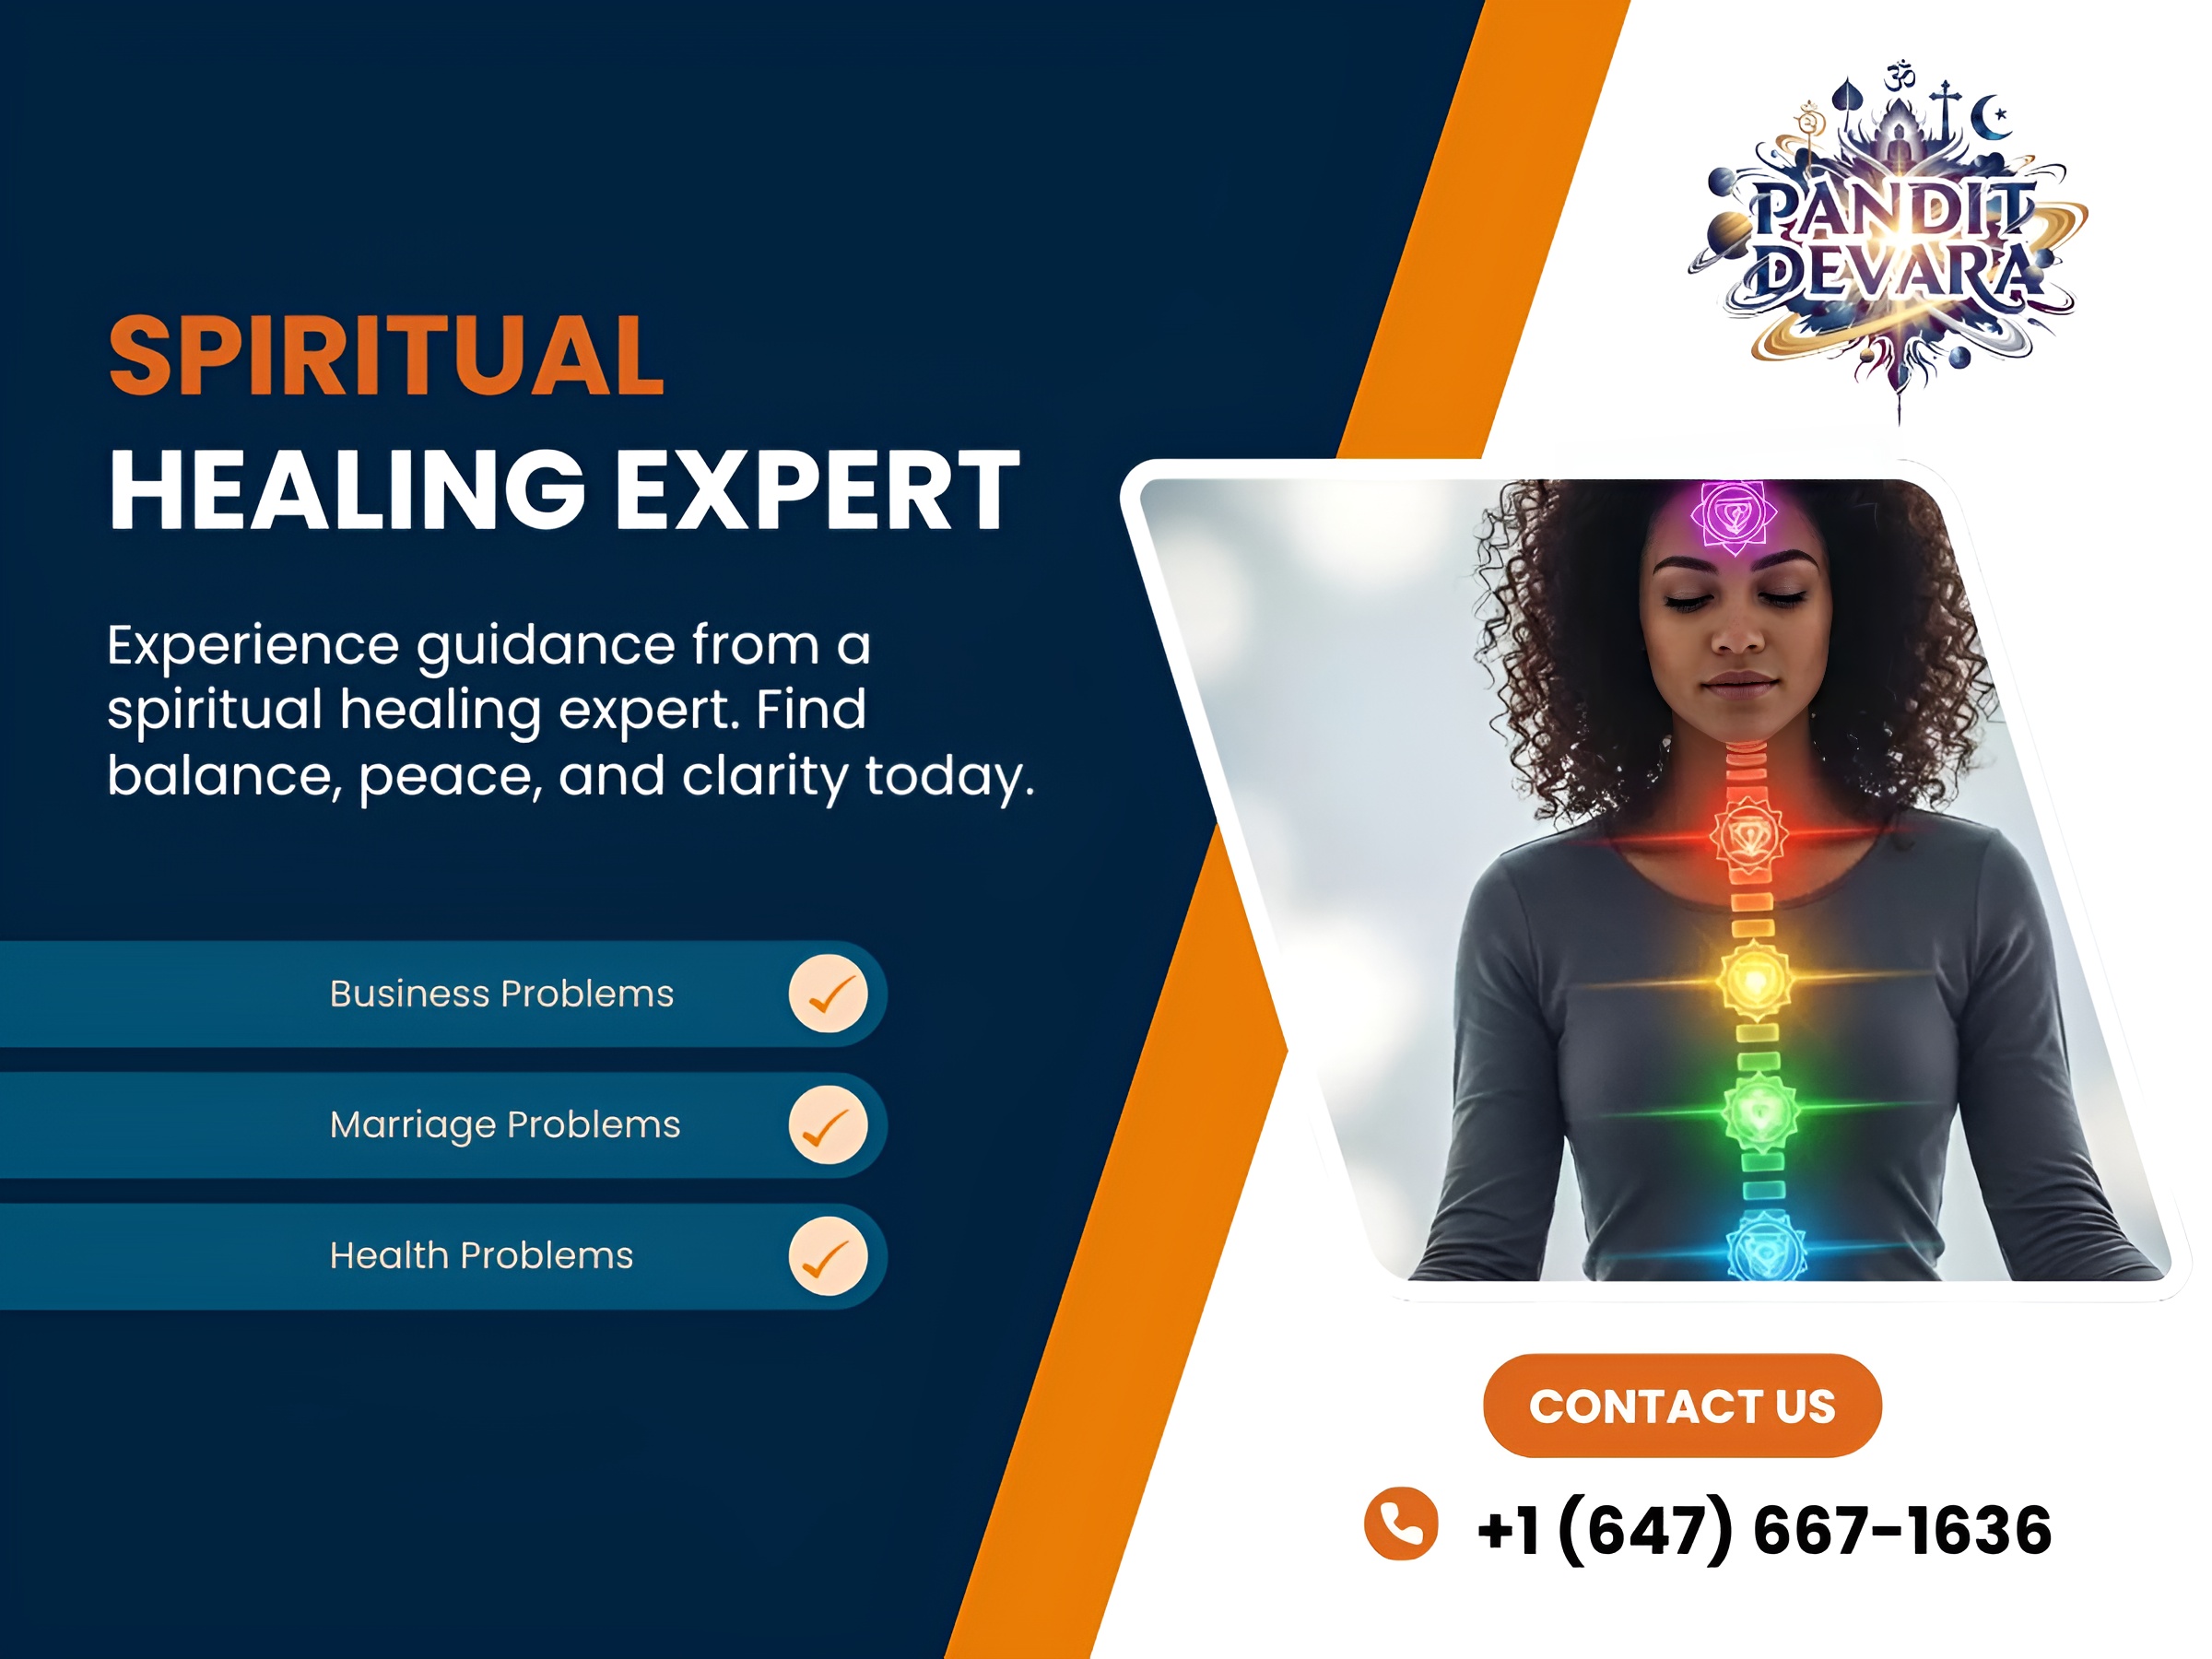 ॐ
PANDIT
DEVARA
SPIRITUAL
HEALING EXPERT
Experience guidance from a
spiritual healing expert. Find
balance, peace, and clarity today.
Business Problems
Marriage Problems
Health Problems
CONTACT US
+1 (647) 667-1636